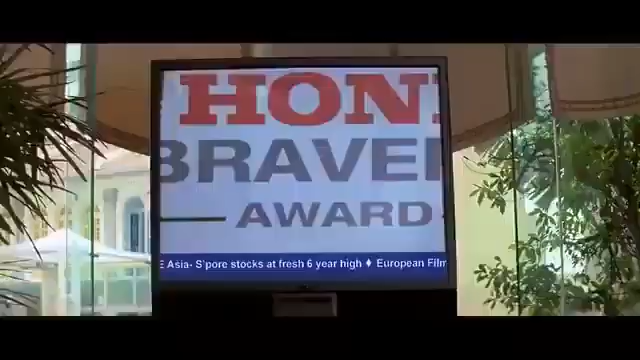 HON
BRAVE
AWARD
E Asia- S'pore stocks at fresh 6 year high ♦ European Film